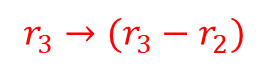 r₃ → (r₃ − r₂)